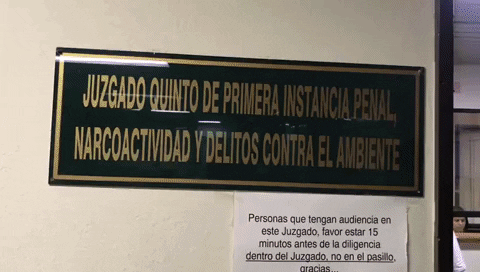 JUZGADO QUINTO DE PRIMERA INSTANCIA PENAL,
NARCOACTIVIDAD Y DELITOS CONTRA EL AMBIENTE
Personas que tengan audiencia en
este Juzgado, favor estar 15
minutos antes de la diligencia
dentro del Juzgado, no en el pasillo,
gracias...